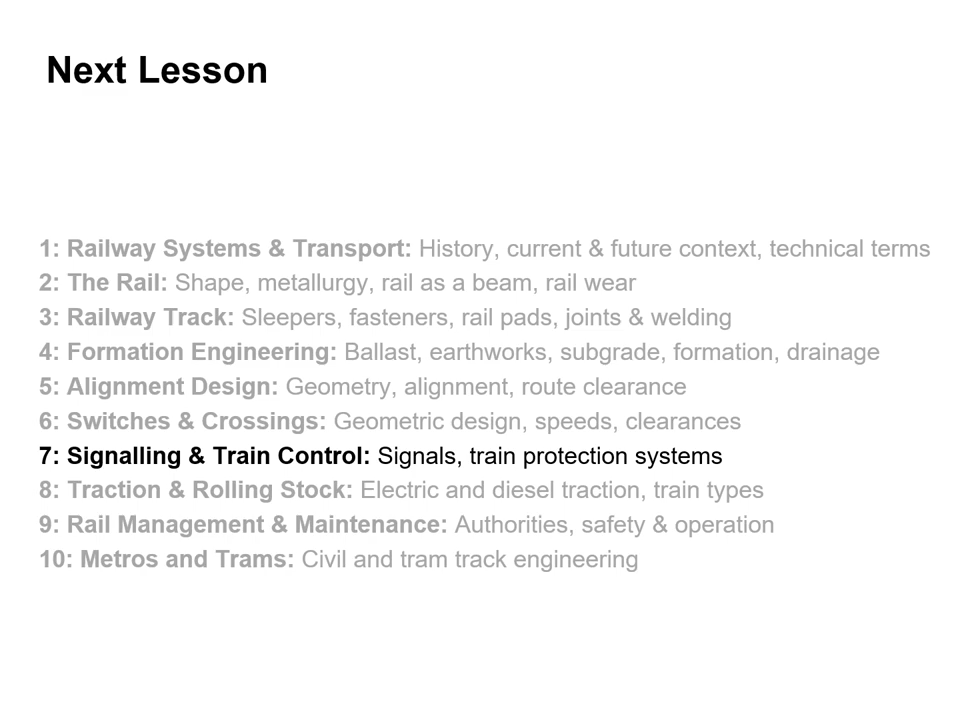 Next Lesson
1: Railway Systems & Transport: History, current & future context, technical terms
2: The Rail: Shape, metallurgy, rail as a beam, rail wear
3: Railway Track: Sleepers, fasteners, rail pads, joints & welding
4: Formation Engineering: Ballast, earthworks, subgrade, formation, drainage
5: Alignment Design: Geometry, alignment, route clearance
6: Switches & Crossings: Geometric design, speeds, clearances
7: Signalling & Train Control: Signals, train protection systems
8: Traction & Rolling Stock: Electric and diesel traction, train types
9: Rail Management & Maintenance: Authorities, safety & operation
10: Metros and Trams: Civil and tram track engineering